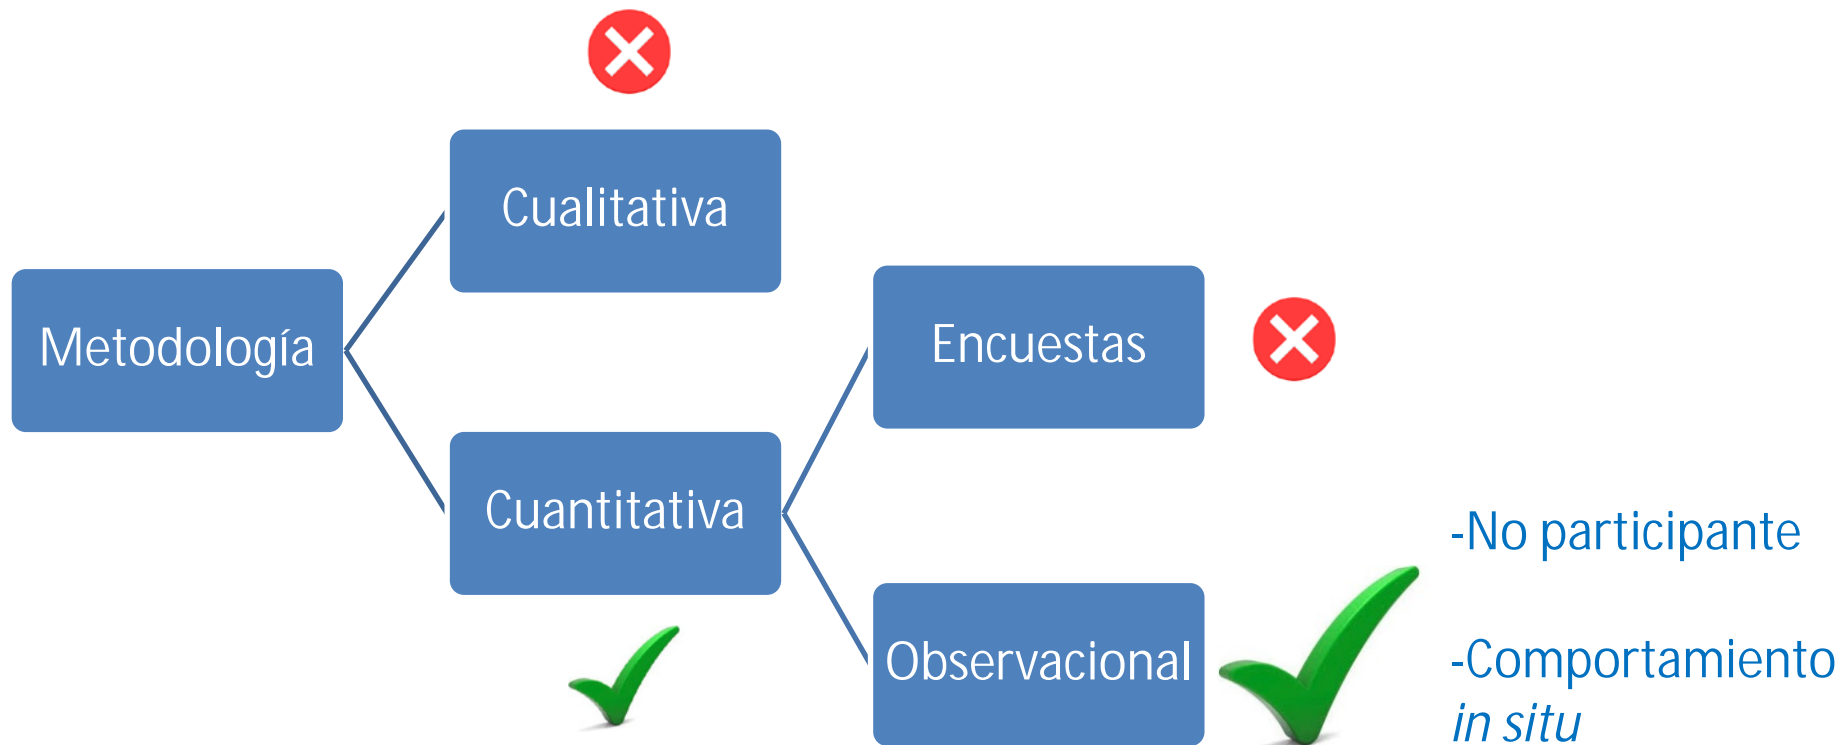 Cualitativa
Metodología
Encuestas
Cuantitativa
-No participante
Observacional
-Comportamiento
in situ